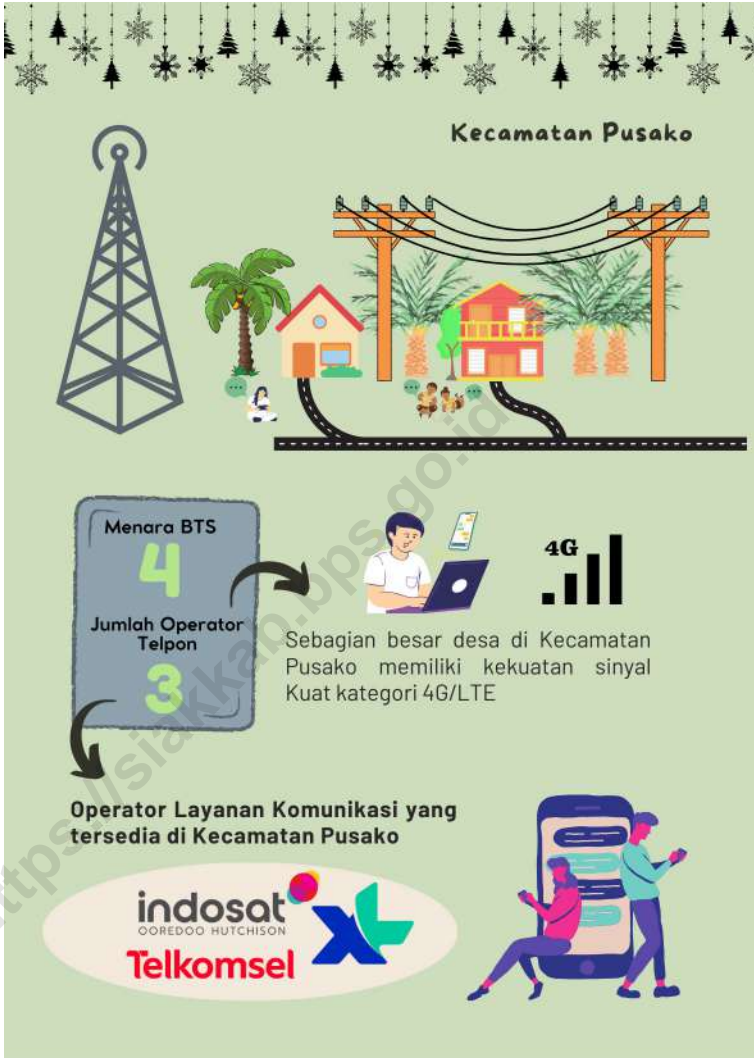 Kecamatan Pusako
Menara BTS
4
Jumlah Operator
Telpon
3
4G
Sebagian besar desa di Kecamatan
Pusako memiliki kekuatan sinyal
Kuat kategori 4G/LTE
Operator Layanan Komunikasi yang
tersedia di Kecamatan Pusako
indosat
OOREDOO HUTCHISON
XL
Telkomsel
https://siakkab.bps.go.id